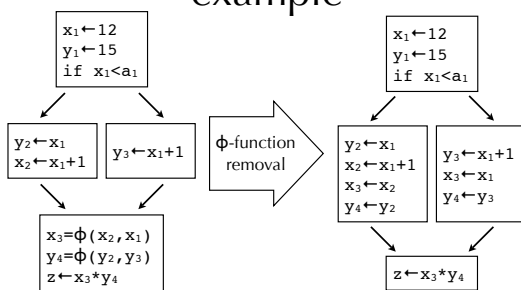 example
x₁←12
y₁←15
if x₁<a₁
y₂←x₁
x₂←x₁+1
y₃←x₁+1
x₃=ϕ(x₂,x₁)
y₄=ϕ(y₂,y₃)
z←x₃*y₄
ϕ-function
removal
x₁←12
y₁←15
if x₁<a₁
y₂←x₁
x₂←x₁+1
x₃←x₂
y₄←y₂
y₃←x₁+1
x₃←x₁
y₄←y₃
z←x₃*y₄